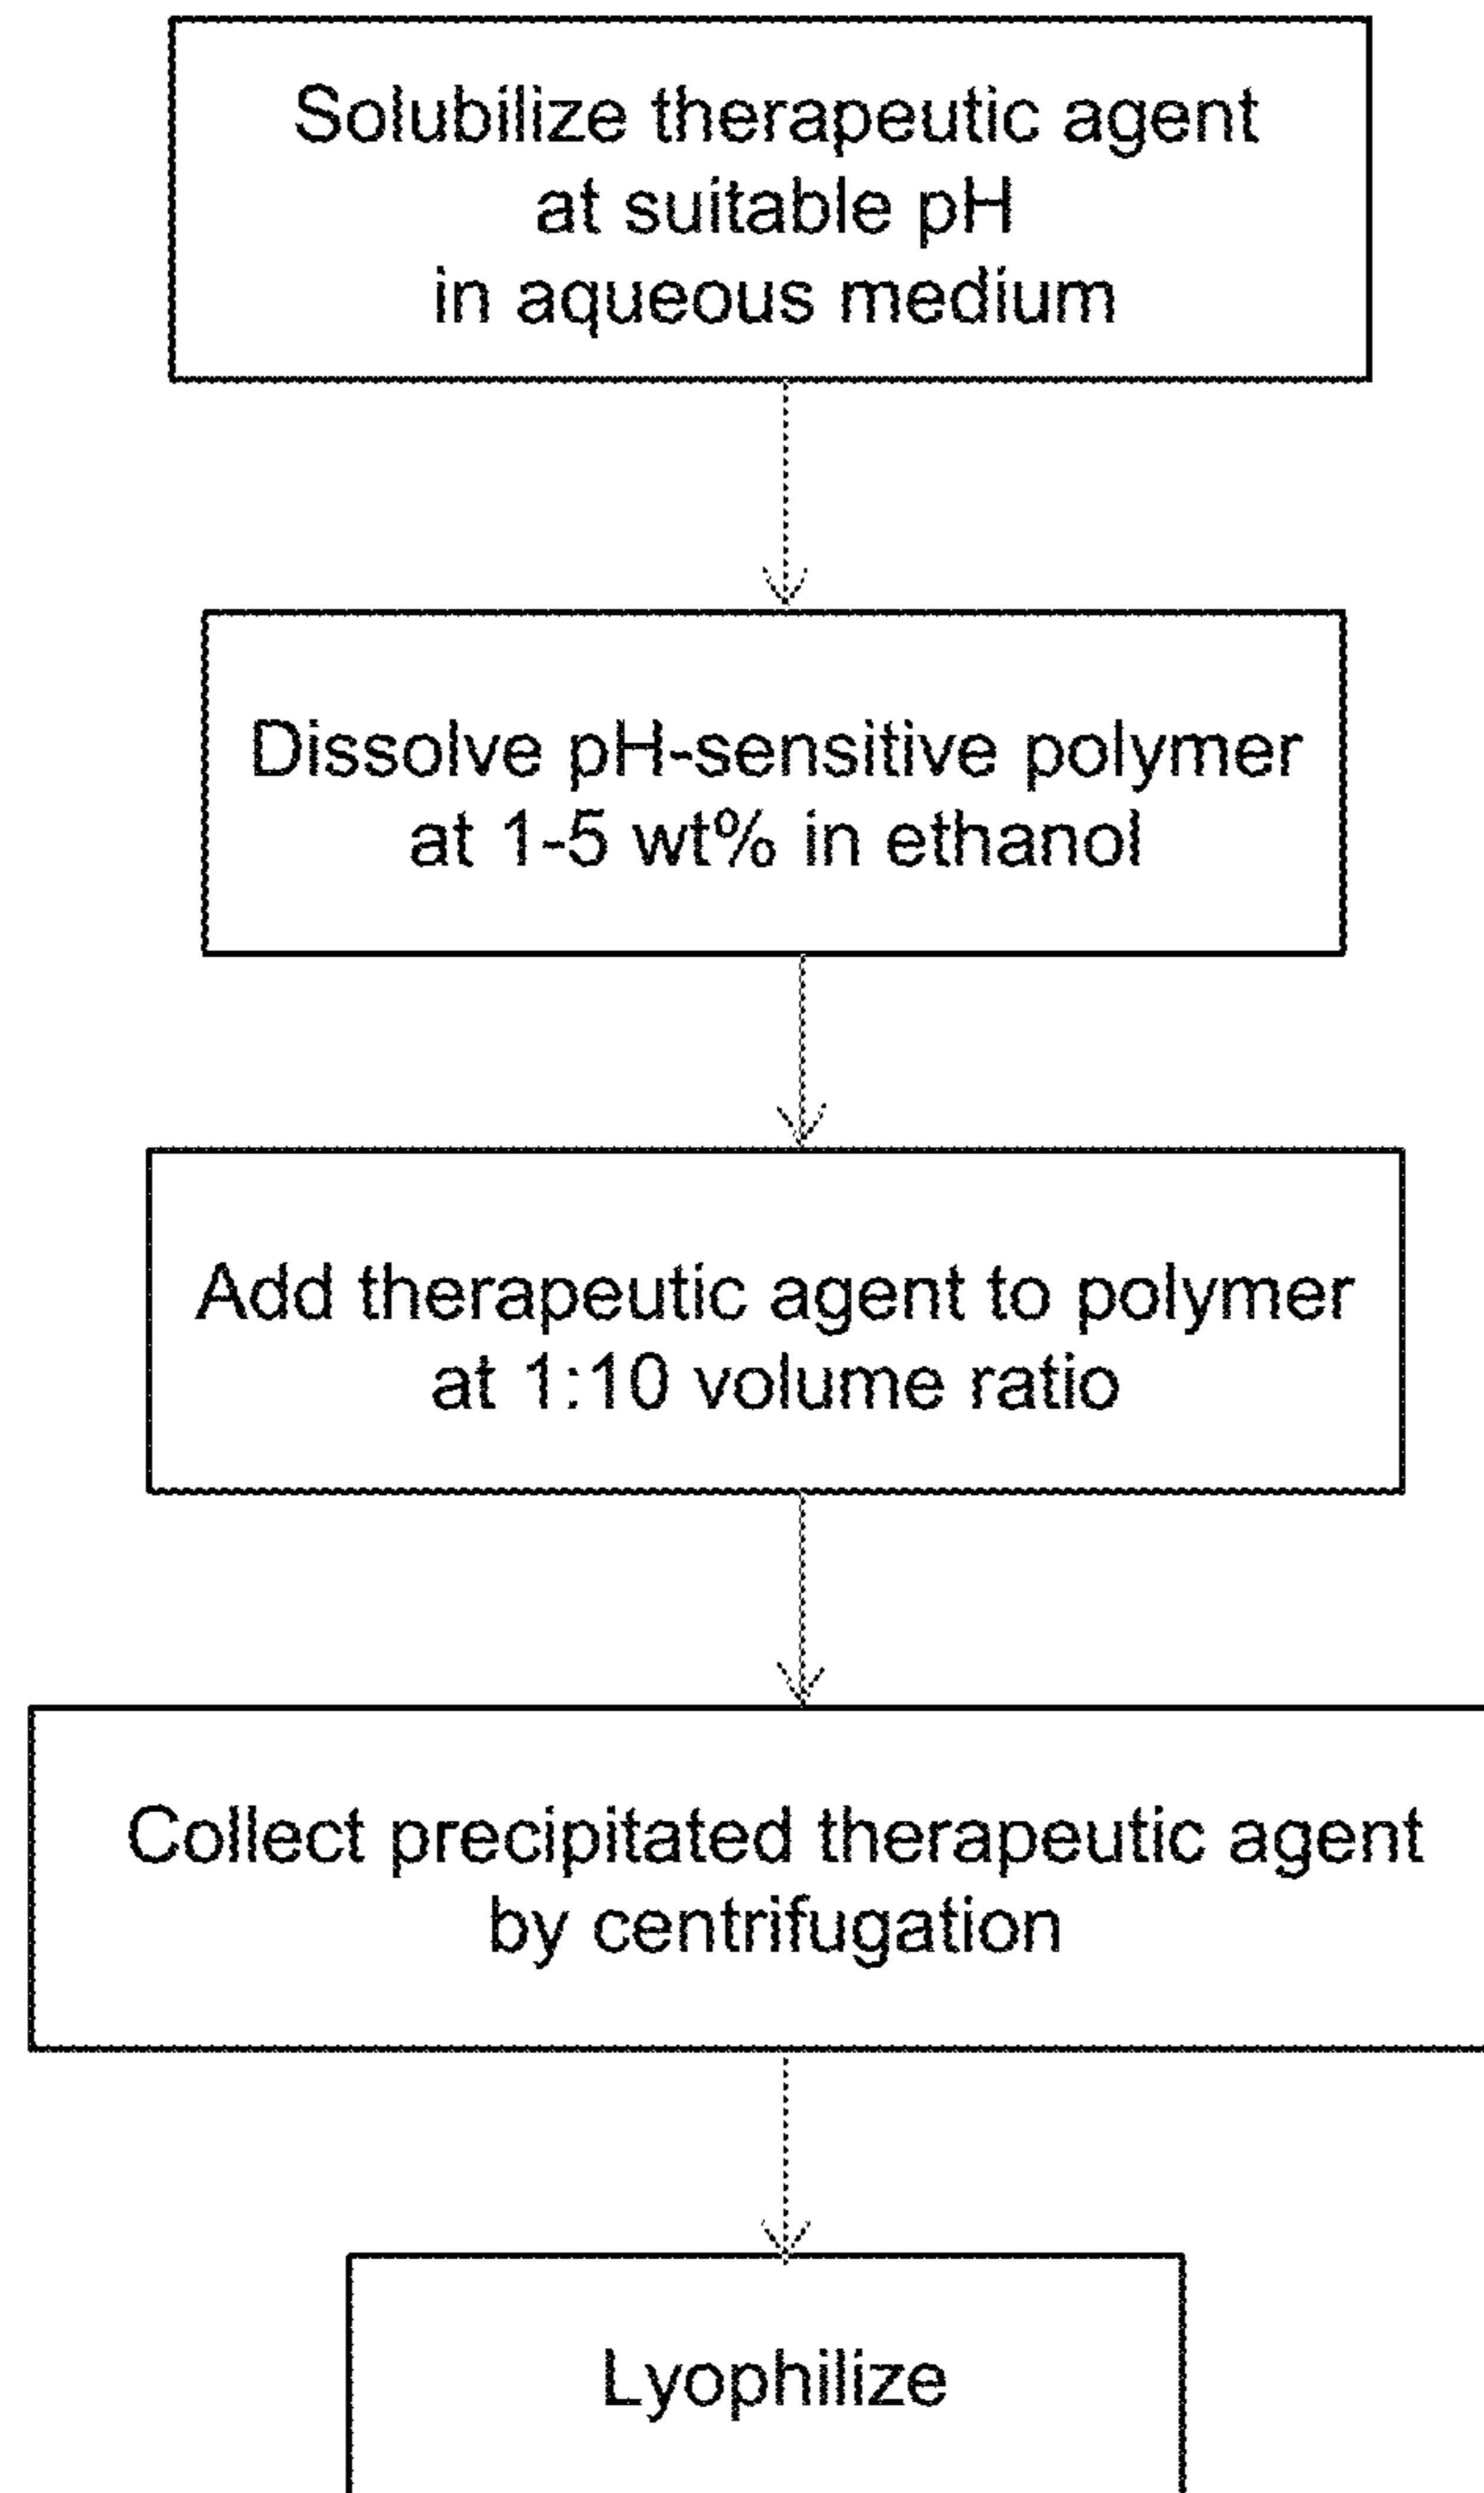 Solubilize therapeutic agent
at suitable pH
in aqueous medium
Dissolve pH-sensitive polymer
at 1-5 wt% in ethanol
Add therapeutic agent to polymer
at 1:10 volume ratio
Collect precipitated therapeutic agent
by centrifugation
Lyophilize